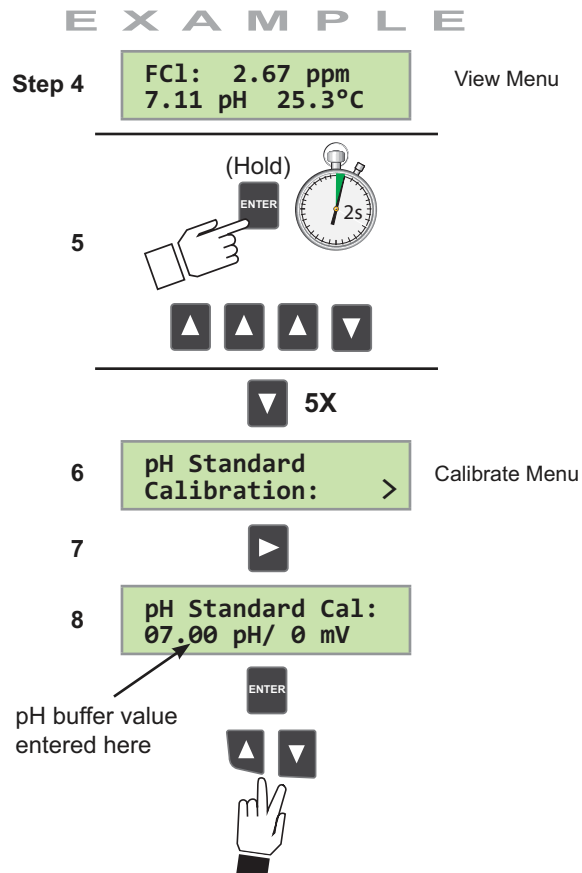 EXAMPLE
Step 4
FCl: 2.67 ppm
7.11 pH 25.3°C
View Menu
(Hold)
ENTER
2s
5
5X
6
pH Standard
Calibration: >
Calibrate Menu
7
8
pH Standard Cal:
07.00 pH/ 0 mV
ENTER
pH buffer value
entered here